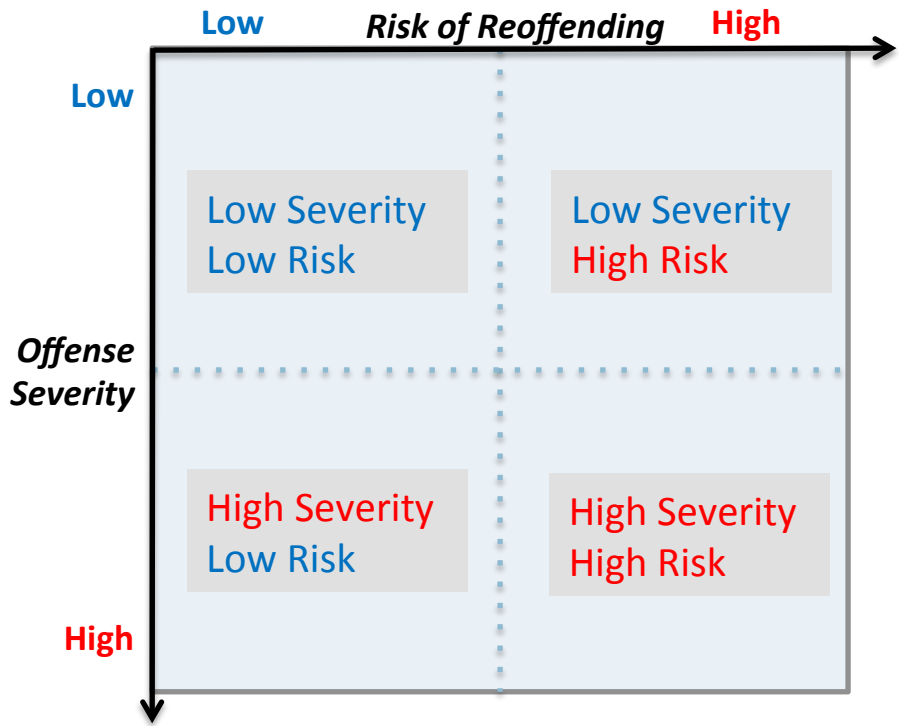 Low Risk of Reoffending High
Low
Low Severity
Low Risk
Low Severity
High Risk
Offense
Severity
High Severity
Low Risk
High Severity
High Risk
High